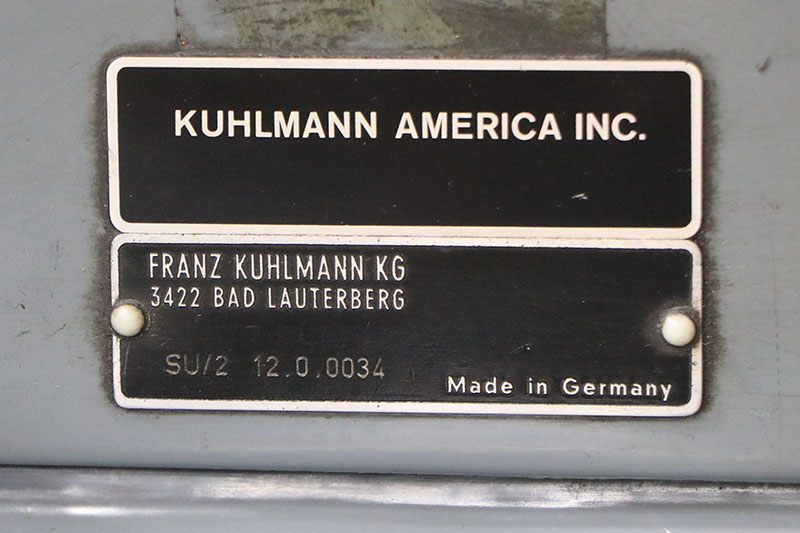 KUHLMANN AMERICA INC.
FRANZ KUHLMANN KG
3422 BAD LAUTERBERG
SU/2 12.0.0034
Made in Germany